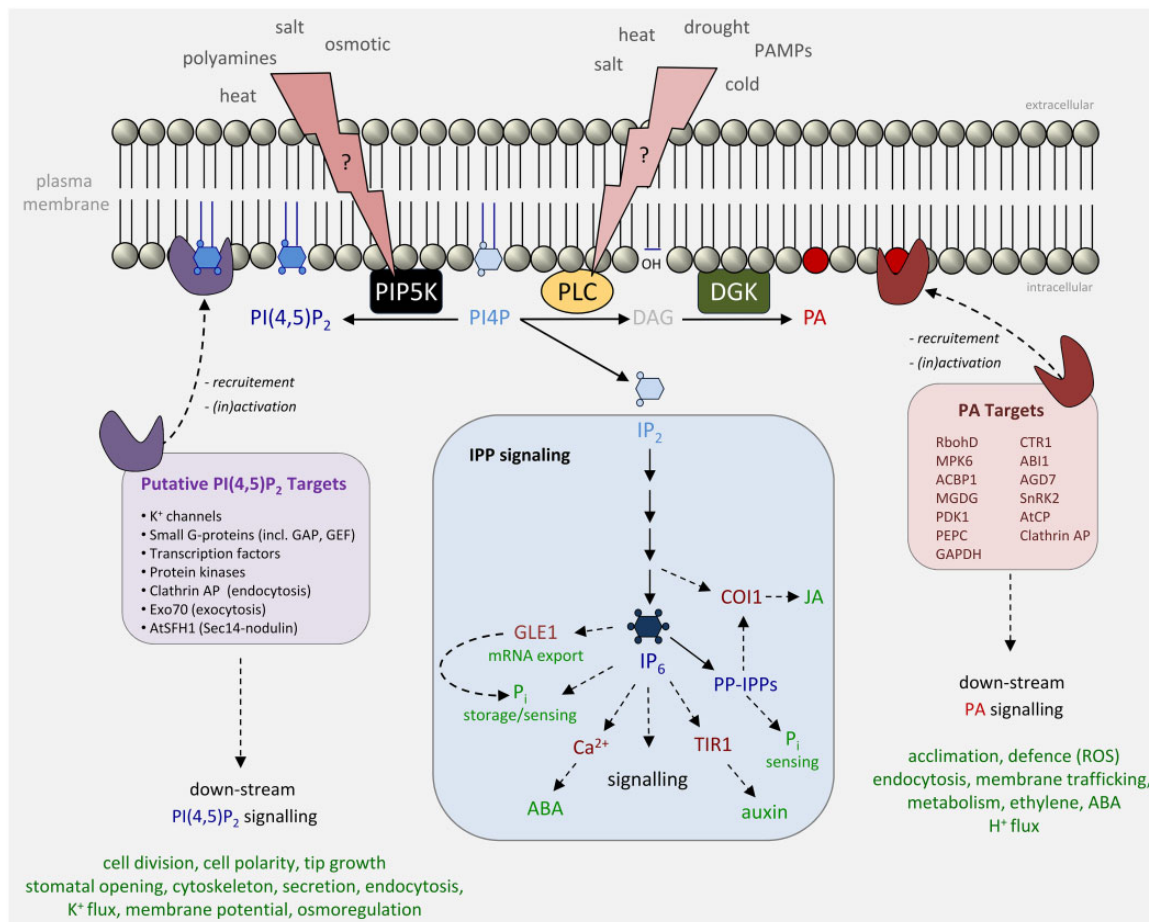 salt
osmotic
polyamines
heat
?
drought
heat
PAMPs
salt
cold
?
extracellular
plasma
membrane
OH
intracellular
PIP5K
PLC
DGK
PI(4,5)P₂
PI4P
DAG
PA
- recruitement
- (in)activation
- recruitement
- (in)activation
Putative PI(4,5)P₂ Targets
• K⁺ channels
• Small G-proteins (incl. GAP, GEF)
• Transcription factors
• Protein kinases
• Clathrin AP (endocytosis)
• Exo70 (exocytosis)
• AtSFH1 (Sec14-nodulin)
down-stream
PI(4,5)P₂ signalling
cell division, cell polarity, tip growth
stomatal opening, cytoskeleton, secretion, endocytosis,
K⁺ flux, membrane potential, osmoregulation
IP₂
IPP signaling
COI1
JA
GLE1
mRNA export
IP₆
PP-IPPs
Pᵢ
storage/sensing
Ca²⁺
TIR1
Pᵢ
sensing
signalling
ABA
auxin
PA Targets
RbohD CTR1
MPK6 ABI1
ACBP1 AGD7
MGDG SnRK2
PDK1 AtCP
PEPC Clathrin AP
GAPDH
down-stream
PA signalling
acclimation, defence (ROS)
endocytosis, membrane trafficking,
metabolism, ethylene, ABA
H⁺ flux